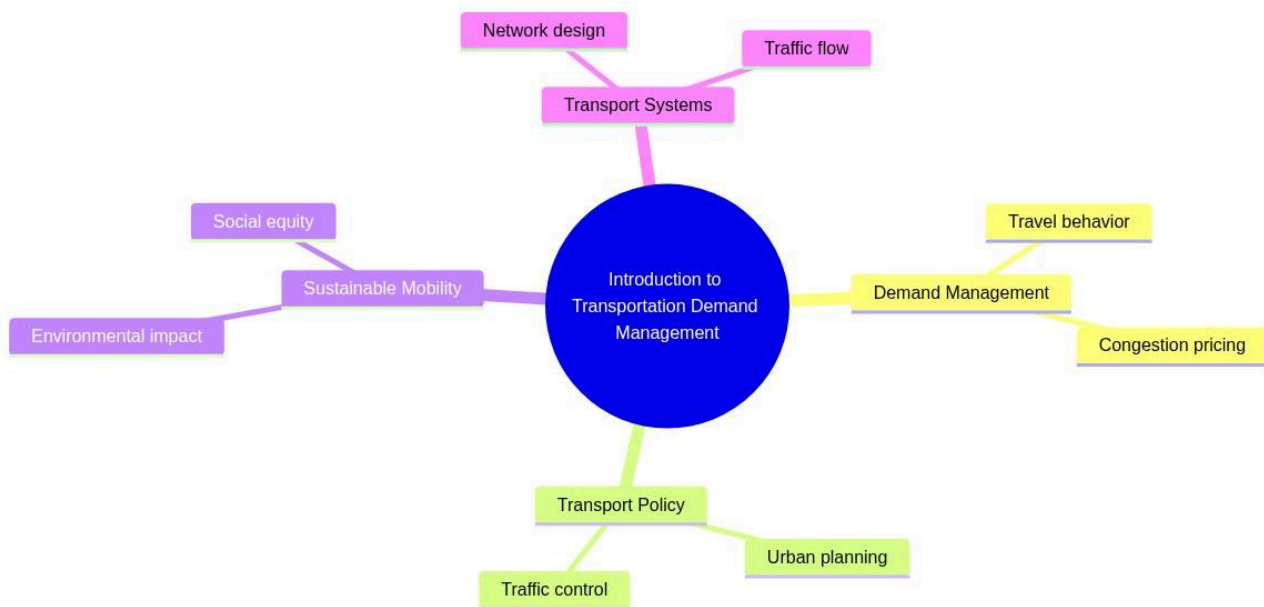 Network design
Traffic flow
Transport Systems
Social equity
Travel behavior
Sustainable Mobility
Introduction to
Transportation Demand
Management
Demand Management
Environmental impact
Congestion pricing
Transport Policy
Urban planning
Traffic control